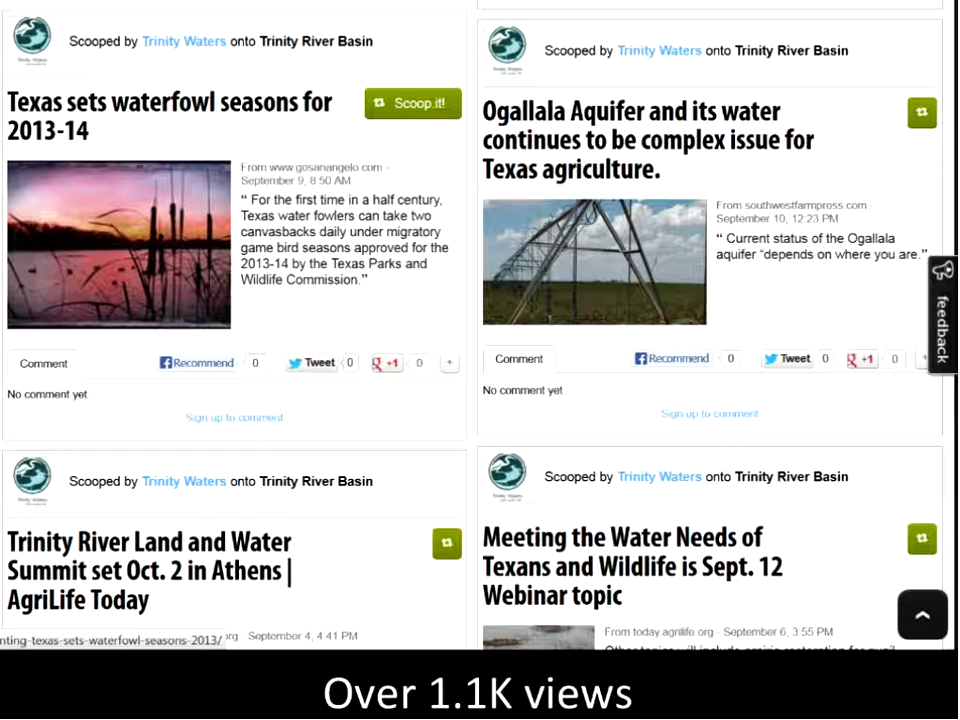 Scooped by Trinity Waters onto Trinity River Basin
Texas sets waterfowl seasons for
2013-14
Scoop.it!
From www.gosanangelo.com -
September 9, 8:50 AM
“ For the first time in a half century,
Texas water fowlers can take two
canvasbacks daily under migratory
game bird seasons approved for the
2013-14 by the Texas Parks and
Wildlife Commission.”
Comment
Recommend 0
Tweet 0
+1 0
+
No comment yet
Sign up to comment
Scooped by Trinity Waters onto Trinity River Basin
Ogallala Aquifer and its water
continues to be complex issue for
Texas agriculture.
From southwestfarmpress.com -
September 10, 12:23 PM
“ Current status of the Ogallala
aquifer “depends on where you are.”
Comment
Recommend 0
Tweet 0
+1 0
+
No comment yet
Sign up to comment
feedback
Scooped by Trinity Waters onto Trinity River Basin
Trinity River Land and Water
Summit set Oct. 2 in Athens |
AgriLife Today
September 4, 4:41 PM
nting-texas-sets-waterfowl-seasons-2013/
Scooped by Trinity Waters onto Trinity River Basin
Meeting the Water Needs of
Texans and Wildlife is Sept. 12
Webinar topic
From today.agrilife.org - September 6, 3:55 PM
Over 1.1K views